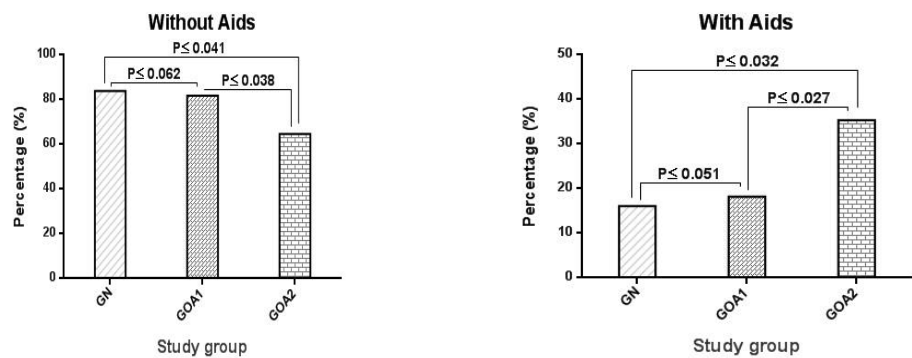 Without Aids
Percentage (%)
100
80
60
40
20
0
P≤ 0.041
P≤ 0.062
P≤ 0.038
GN
GOA1
GOA2
Study group
With Aids
Percentage (%)
50
40
30
20
10
0
P≤ 0.032
P≤ 0.027
P≤ 0.051
GN
GOA1
GOA2
Study group